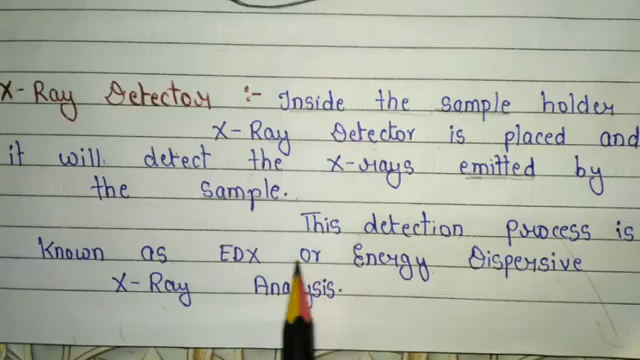 X-Ray Detector :- Inside the sample holder
X-Ray Detector is placed and
it will detect the x-rays emitted by
the sample.
This detection process is
Known as EDX or Energy Dispersive
X-Ray Analysis.